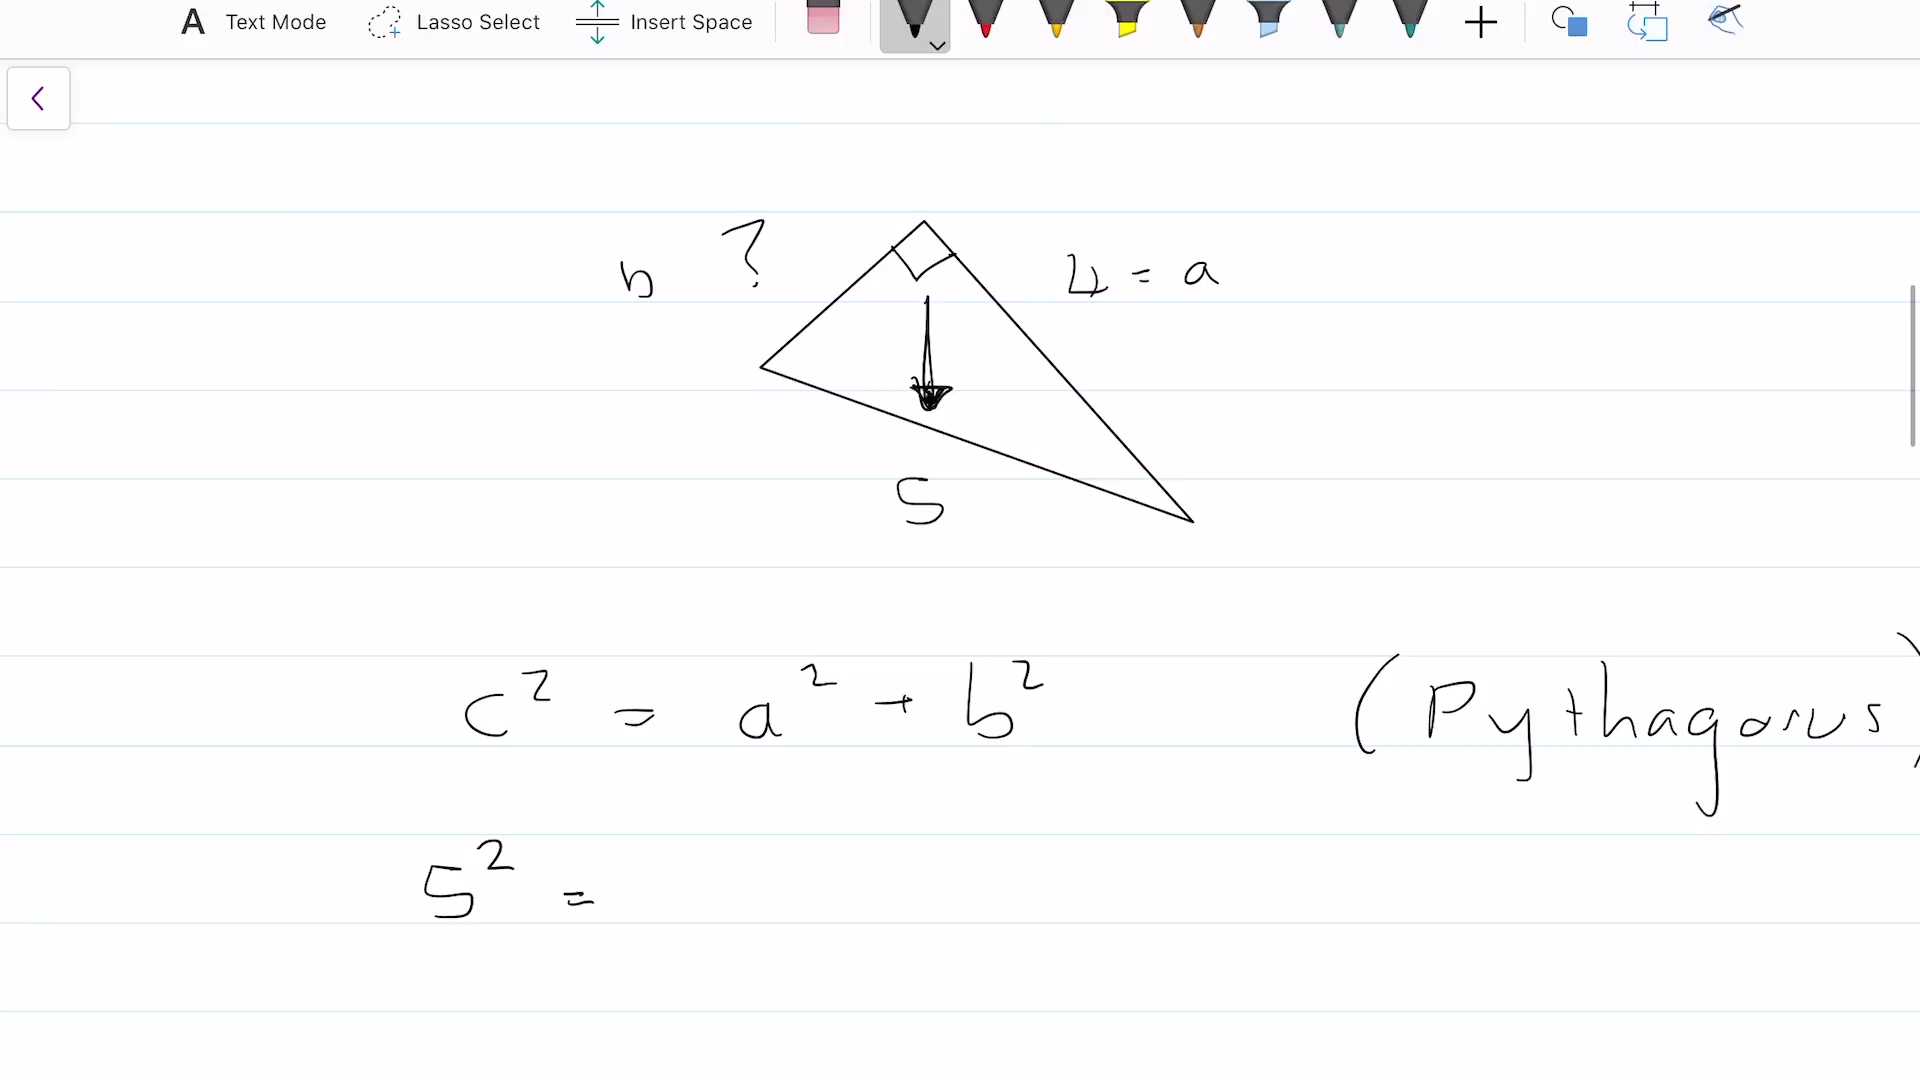 Text Mode Lasso Select Insert Space
b ? 4 = a
5
c² = a² + b² (Pythagorus)
5² =